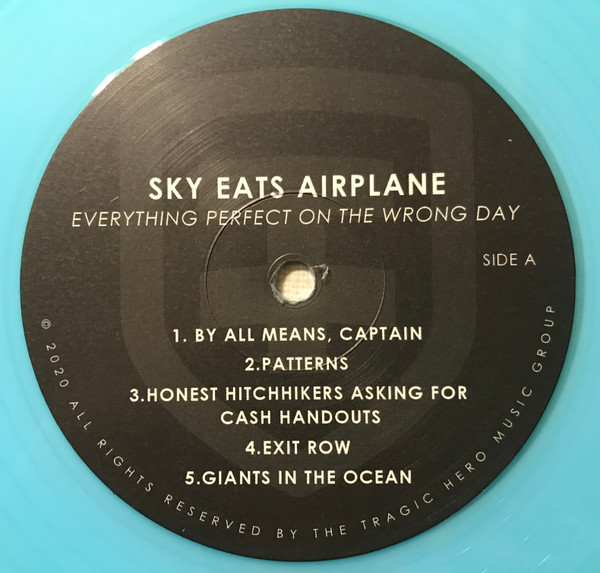 SKY EATS AIRPLANE
EVERYTHING PERFECT ON THE WRONG DAY
SIDE A
1. BY ALL MEANS, CAPTAIN
2.PATTERNS
3.HONEST HITCHHIKERS ASKING FOR
CASH HANDOUTS
4.EXIT ROW
5.GIANTS IN THE OCEAN
© 2020 ALL RIGHTS RESERVED BY THE TRAGIC HERO MUSIC GROUP